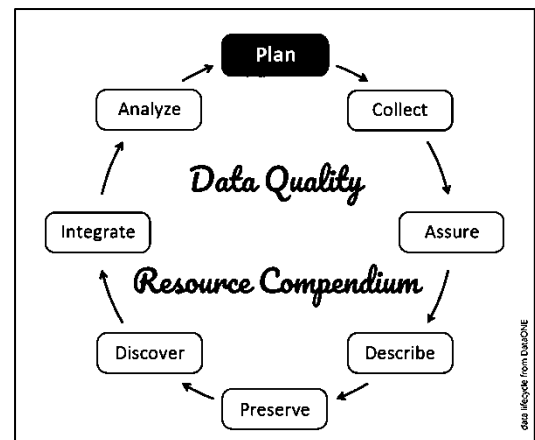 Plan
Analyze
Collect
Data Quality
Integrate
Assure
Resource Compendium
Discover
Describe
Preserve
data lifecycle from DataONE